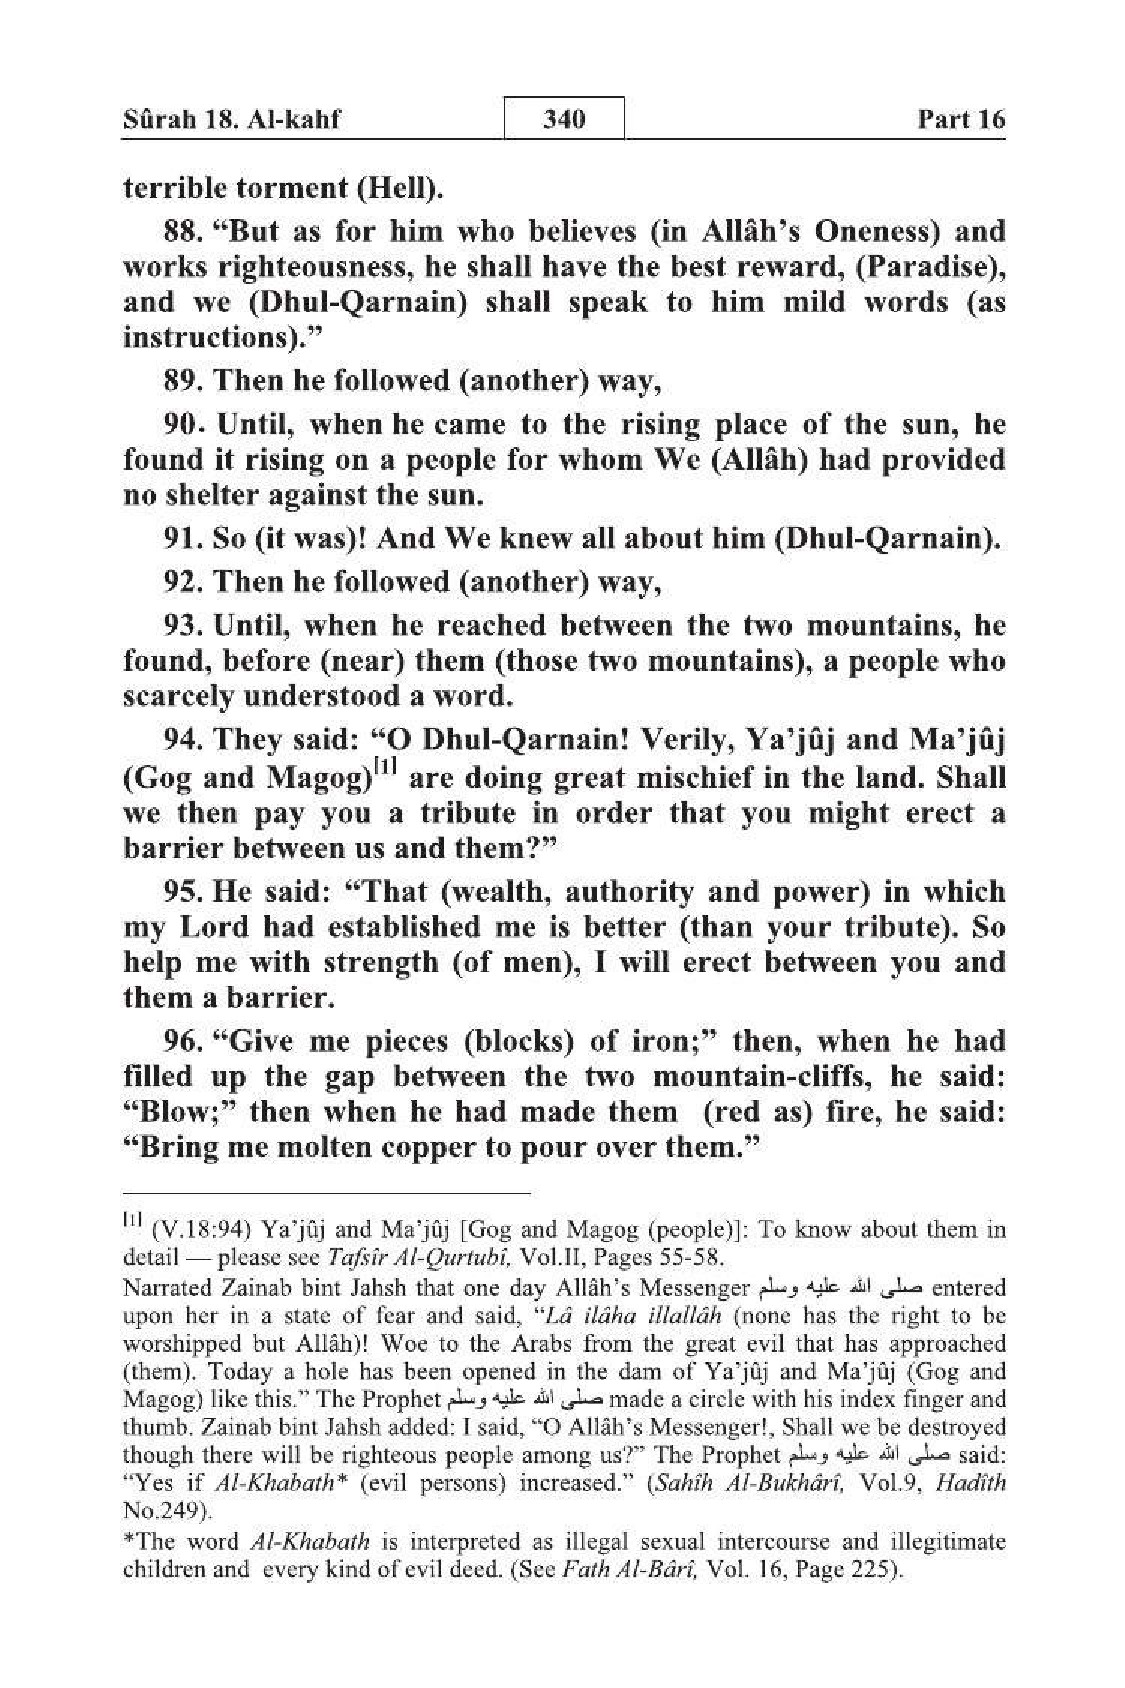 Sûrah 18. Al-kahf 340 Part 16
terrible torment (Hell).
88. “But as for him who believes (in Allâh’s Oneness) and
works righteousness, he shall have the best reward, (Paradise),
and we (Dhul-Qarnain) shall speak to him mild words (as
instructions).”
89. Then he followed (another) way,
90. Until, when he came to the rising place of the sun, he
found it rising on a people for whom We (Allâh) had provided
no shelter against the sun.
91. So (it was)! And We knew all about him (Dhul-Qarnain).
92. Then he followed (another) way,
93. Until, when he reached between the two mountains, he
found, before (near) them (those two mountains), a people who
scarcely understood a word.
94. They said: “O Dhul-Qarnain! Verily, Ya’jûj and Ma’jûj
(Gog and Magog)[1] are doing great mischief in the land. Shall
we then pay you a tribute in order that you might erect a
barrier between us and them?”
95. He said: “That (wealth, authority and power) in which
my Lord had established me is better (than your tribute). So
help me with strength (of men), I will erect between you and
them a barrier.
96. “Give me pieces (blocks) of iron;” then, when he had
filled up the gap between the two mountain-cliffs, he said:
“Blow;” then when he had made them (red as) fire, he said:
“Bring me molten copper to pour over them.”
[1] (V.18:94) Ya’jûj and Ma’jûj [Gog and Magog (people)]: To know about them in
detail — please see Tafsîr Al-Qurtubî, Vol.II, Pages 55-58.
Narrated Zainab bint Jahsh that one day Allâh’s Messenger صلى الله عليه وسلم entered
upon her in a state of fear and said, “Lâ ilâha illallâh (none has the right to be
worshipped but Allâh)! Woe to the Arabs from the great evil that has approached
(them). Today a hole has been opened in the dam of Ya’jûj and Ma’jûj (Gog and
Magog) like this.” The Prophet صلى الله عليه وسلم made a circle with his index finger and
thumb. Zainab bint Jahsh added: I said, “O Allâh’s Messenger!, Shall we be destroyed
though there will be righteous people among us?” The Prophet صلى الله عليه وسلم said:
“Yes if Al-Khabath* (evil persons) increased.” (Sahîh Al-Bukhârî, Vol.9, Hadîth
No.249).
*The word Al-Khabath is interpreted as illegal sexual intercourse and illegitimate
children and every kind of evil deed. (See Fath Al-Bârî, Vol. 16, Page 225).